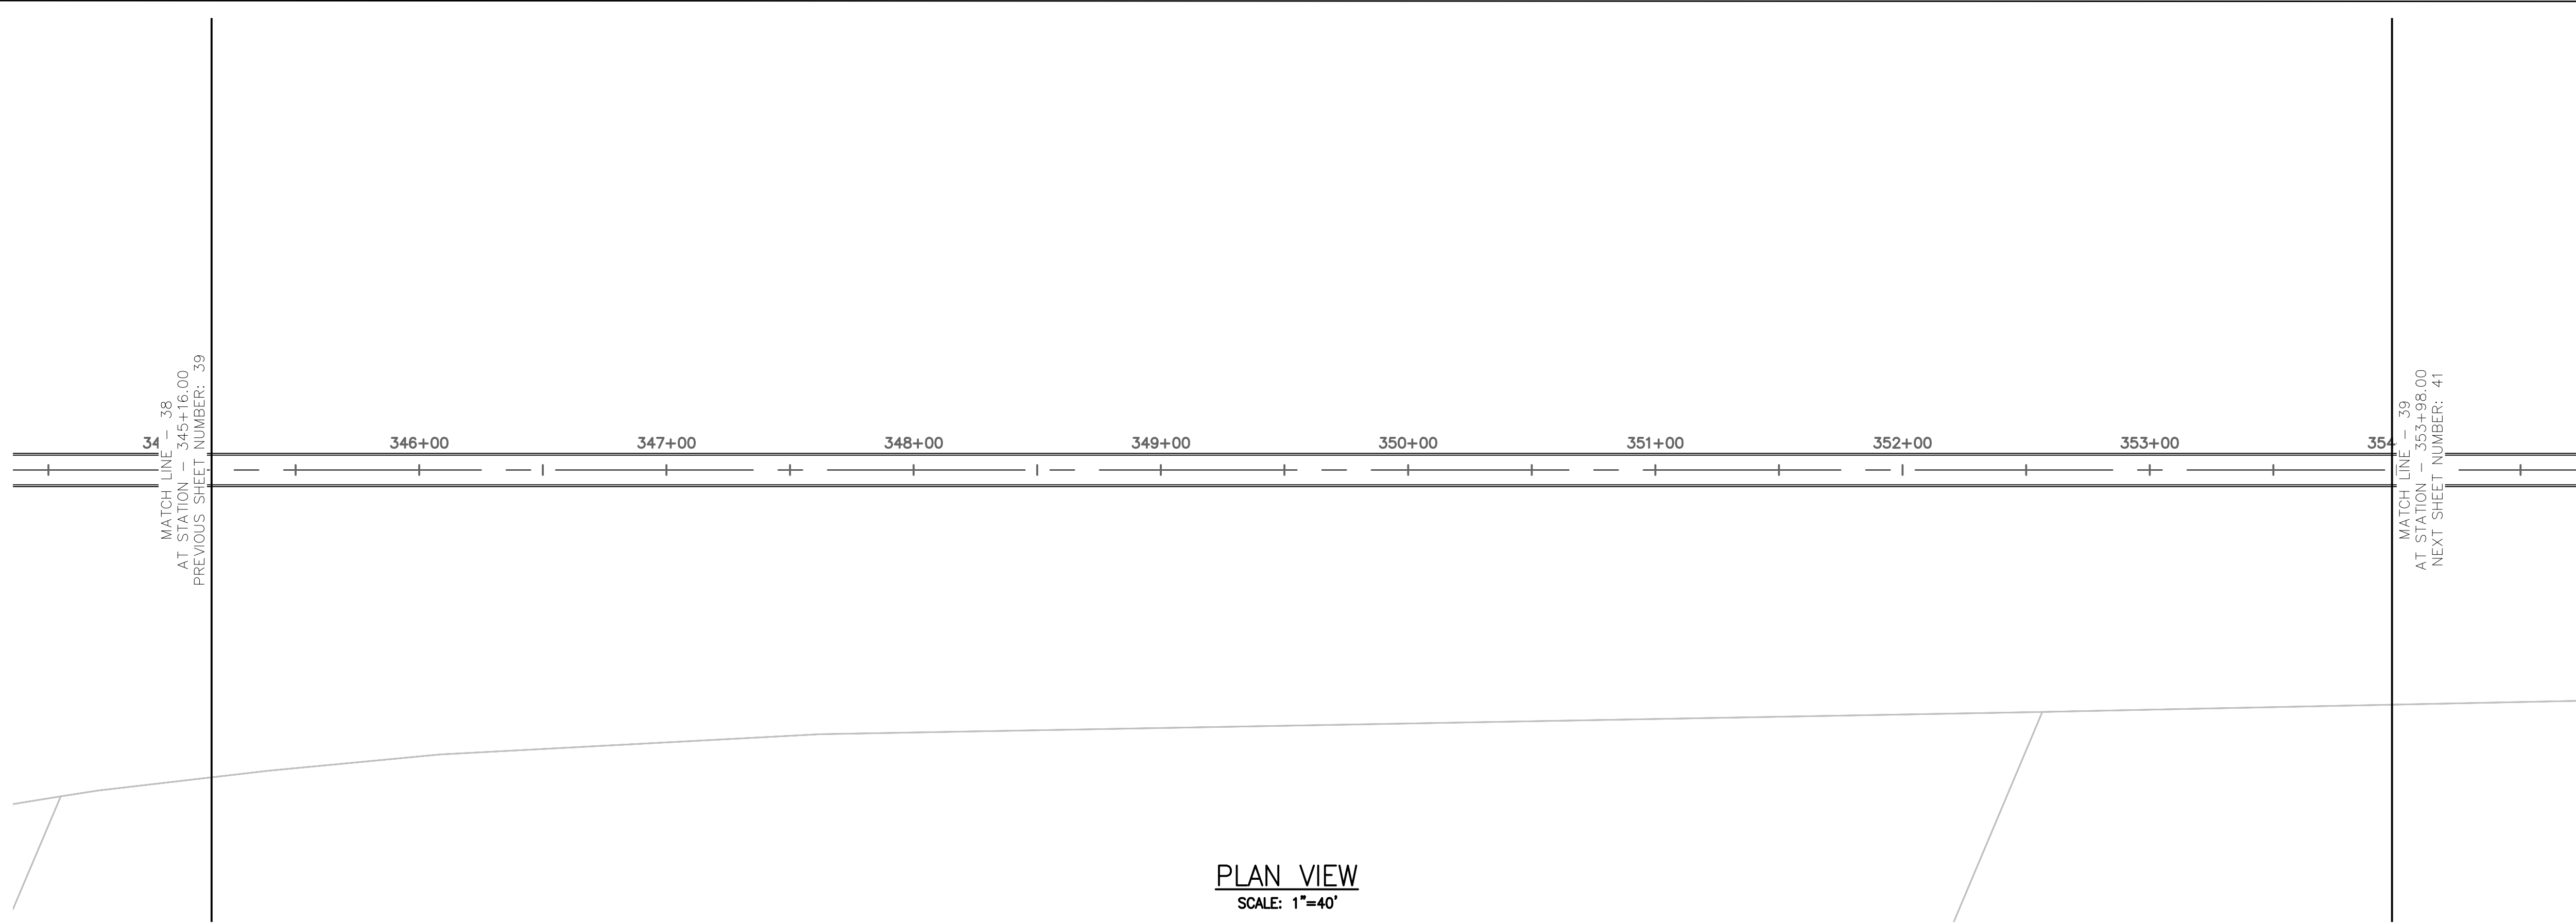 MATCH LINE - 38
AT STATION - 345+16.00
PREVIOUS SHEET NUMBER: 39
34
346+00
347+00
348+00
349+00
350+00
351+00
352+00
353+00
354
MATCH LINE - 39
AT STATION - 353+98.00
NEXT SHEET NUMBER: 41
PLAN VIEW
SCALE: 1"=40'